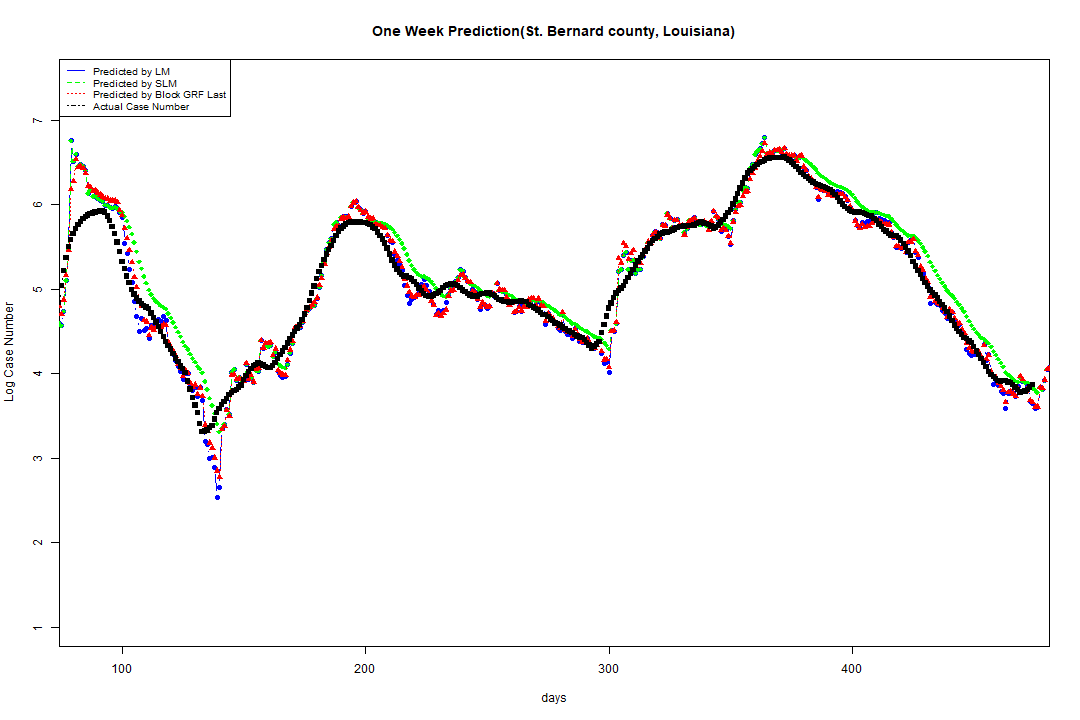 One Week Prediction(St. Bernard county, Louisiana)
Predicted by LM
Predicted by SLM
Predicted by Block GRF Last
Actual Case Number
7
6
5
4
3
2
1
Log Case Number
100 200 300 400
days